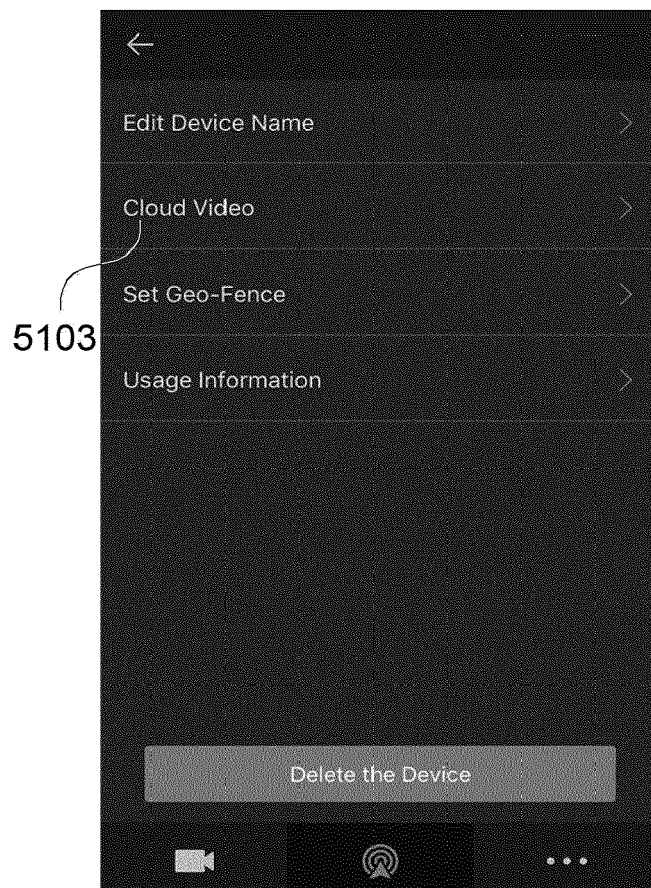 Edit Device Name
Cloud Video
Set Geo-Fence
5103
Usage Information
Delete the Device